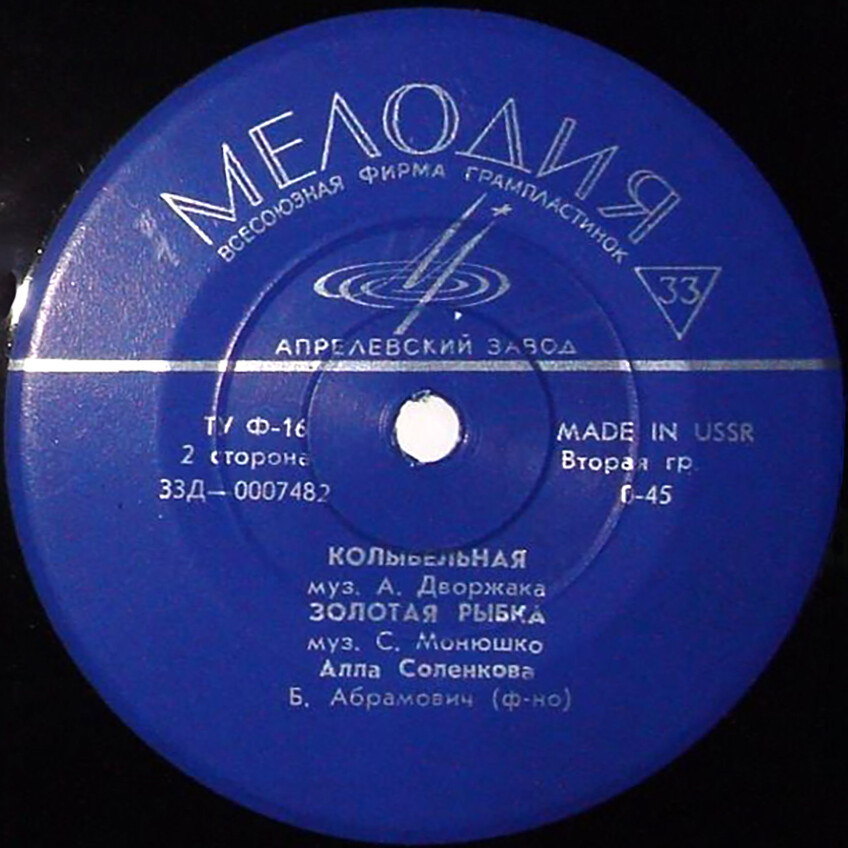 МЕЛОДИЯ
ВСЕСОЮЗНАЯ ФИРМА ГРАМПЛАСТИНОК
33
АПРЕЛЕВСКИЙ ЗАВОД
ТУ Ф-16
MADE IN USSR
2 сторона
Вторая гр.
33Д—0007482
0-45
КОЛЫБЕЛЬНАЯ
муз. А. Дворжака
ЗОЛОТАЯ РЫБКА
муз. С. Монюшко
Алла Соленкова
Б. Абрамович (ф-но)